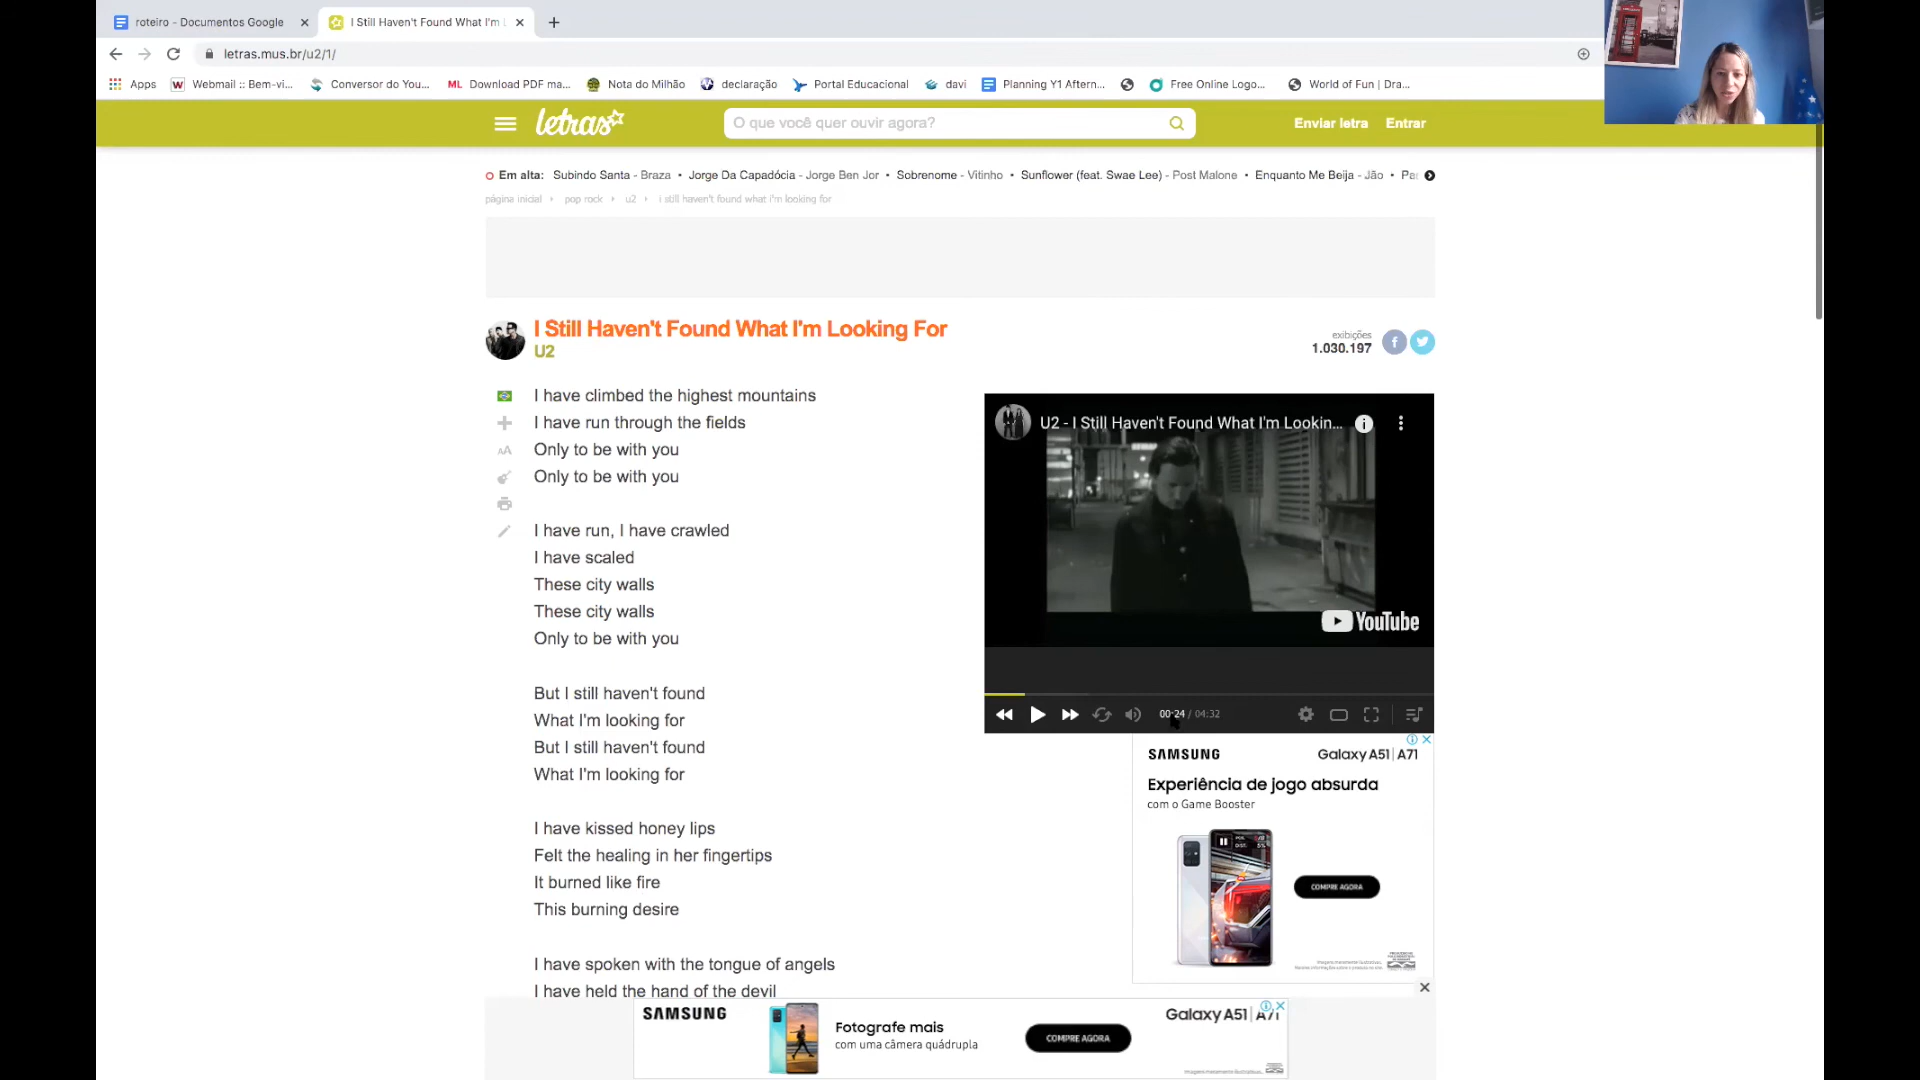 roteiro - Documentos Google
I Still Haven't Found What I'm L
letras.mus.br/u2/1/
Apps
Webmail :: Bem-vi...
Conversor do You...
ML Download PDF ma...
Nota do Milhão
declaração
Portal Educacional
davi
Planning Y1 Aftern...
Free Online Logo...
World of Fun | Dra...
letras
O que você quer ouvir agora?
Enviar letra
Entrar
Em alta: Subindo Santa - Braza • Jorge Da Capadócia - Jorge Ben Jor • Sobrenome - Vitinho • Sunflower (feat. Swae Lee) - Post Malone • Enquanto Me Beija - Jão •
página inicial › pop rock › u2 › i still haven't found what i'm looking for
I Still Haven't Found What I'm Looking For
U2
exibições
1.030.197
I have climbed the highest mountains
I have run through the fields
Only to be with you
Only to be with you
I have run, I have crawled
I have scaled
These city walls
These city walls
Only to be with you
But I still haven't found
What I'm looking for
But I still haven't found
What I'm looking for
I have kissed honey lips
Felt the healing in her fingertips
It burned like fire
This burning desire
I have spoken with the tongue of angels
I have held the hand of the devil
U2 - I Still Haven't Found What I'm Lookin...
YouTube
00:24 / 04:32
SAMSUNG
Galaxy A51 | A71
Experiência de jogo absurda
com o Game Booster
COMPRE AGORA
SAMSUNG
Fotografe mais
com uma câmera quádrupla
COMPRE AGORA
Galaxy A51 | A71